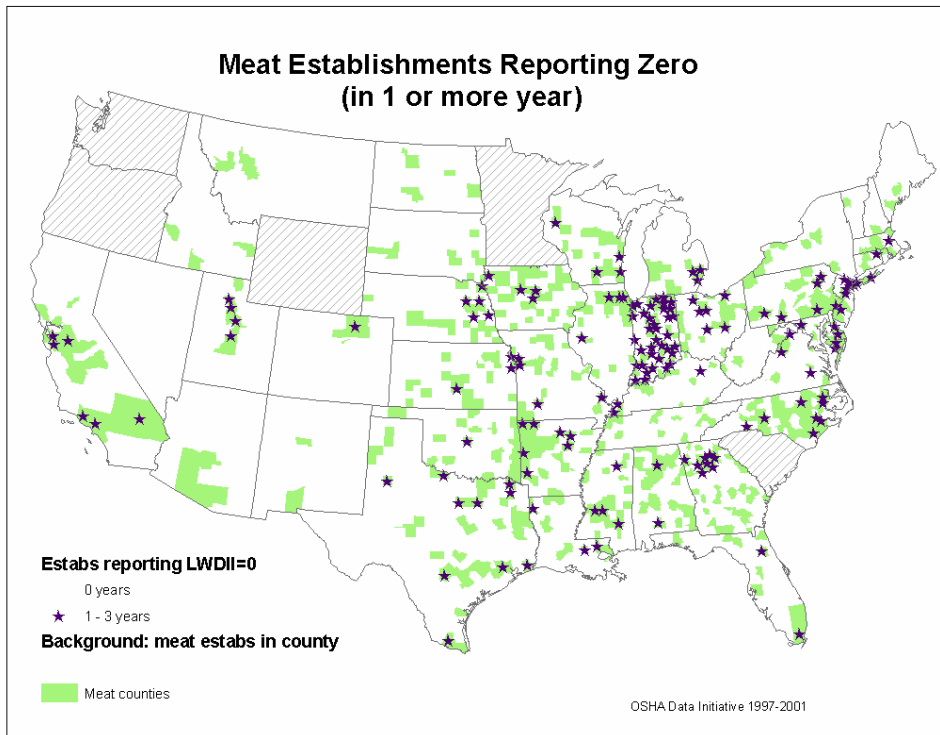 Meat Establishments Reporting Zero
(in 1 or more year)
Estabs reporting LWDII=0
0 years
1 - 3 years
Background: meat estabs in county
Meat counties
OSHA Data Initiative 1997-2001